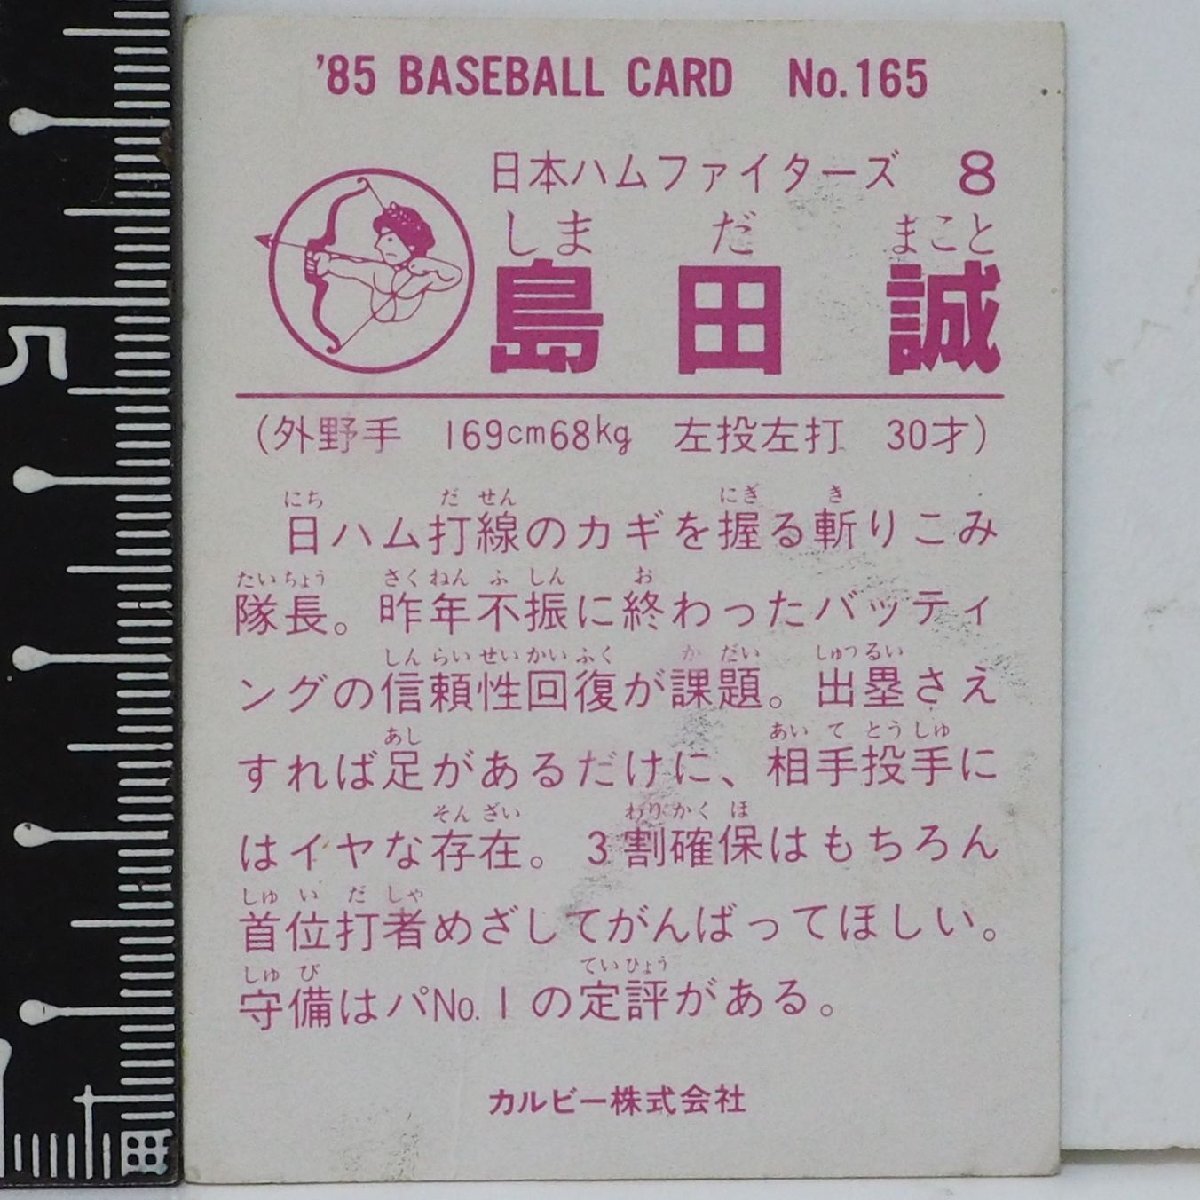 '85 BASEBALL CARD No.165
日本ハムファイターズ 8
しま だ まこと
島田 誠
(外野手 169cm68kg 左投左打 30才)
にち だ せん にぎ き
日ハム打線のカギを握る斬りこみ
たいちょう さくねん ふ しん お
隊長。昨年不振に終わったバッティ
しん らい せい かい ふく か だい しゅつるい
ングの信頼性回復が課題。出塁さえ
あし あい て とう しゅ
すれば足があるだけに、相手投手に
そん ざい わり かく ほ
はイヤな存在。3割確保はもちろん
しゅ い だ しゃ
首位打者めざしてがんばってほしい。
しゅ び ていひょう
守備はパNo.1の定評がある。
カルビー株式会社
5